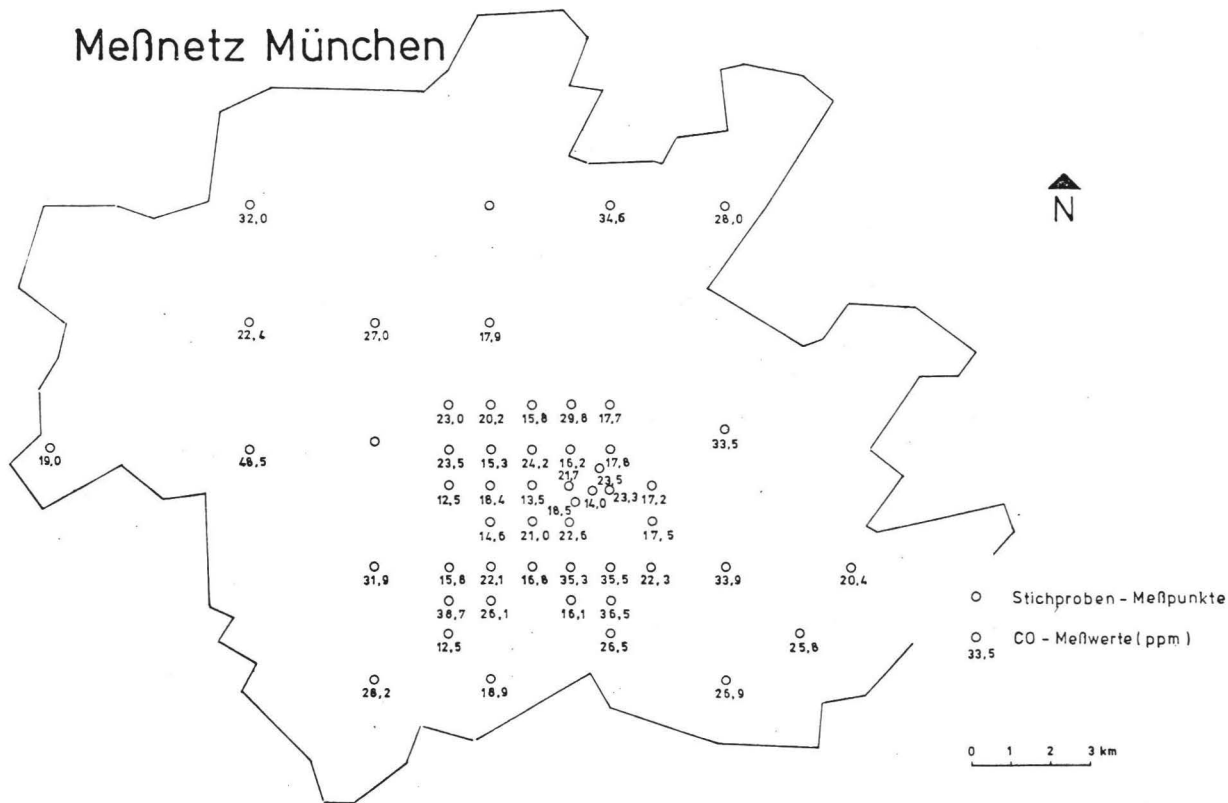 Meßnetz München
N
32,0 34,6 28,0
22,4 27,0 17,9
23,0 20,2 15,8 29,8 17,7
33,5
19,0 48,5 23,5 15,3 24,2 16,2 17,8
21,7 23,5
12,5 18,4 13,5 14,0 23,3 17,2
18,5
14,6 21,0 22,6 17,5
31,9 15,8 22,1 16,8 35,3 35,5 22,3 33,9 20,4
38,7 26,1 16,1 36,5
12,5 26,5 25,8
28,2 18,9 26,9
Stichproben-Meßpunkte
CO-Meßwerte (ppm)
33,5
0 1 2 3 km